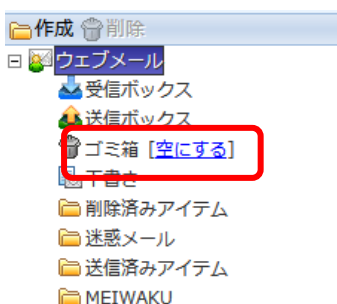 作成 削除
ウェブメール
受信ボックス
送信ボックス
ゴミ箱 [空にする]
下書き
削除済みアイテム
迷惑メール
送信済みアイテム
MEIWAKU